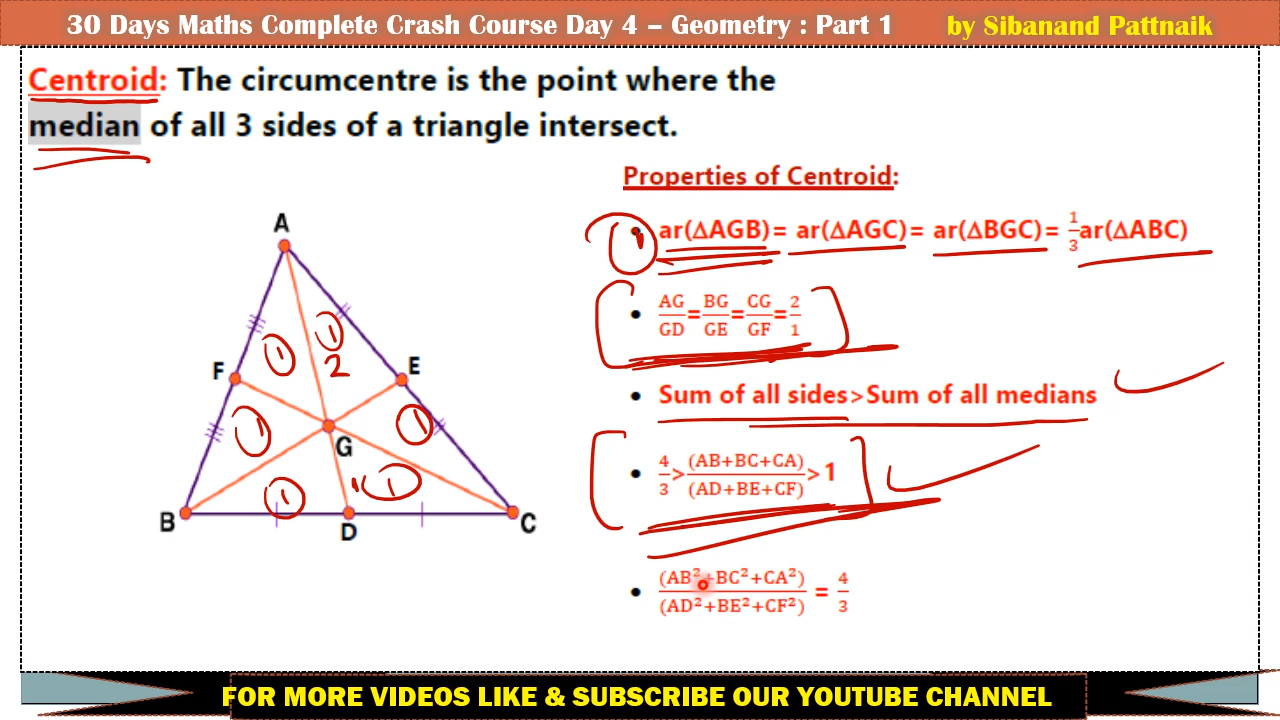 30 Days Maths Complete Crash Course Day 4 – Geometry : Part 1 by Sibanand Pattnaik
Centroid: The circumcentre is the point where the
median of all 3 sides of a triangle intersect.
Properties of Centroid:
• ar(ΔAGB)= ar(ΔAGC)= ar(ΔBGC)= 1/3 ar(ΔABC)
• AG/GD=BG/GE=CG/GF=2/1
• Sum of all sides>Sum of all medians
• 4/3>(AB+BC+CA)/(AD+BE+CF)>1
• (AB²+BC²+CA²)/(AD²+BE²+CF²) = 4/3
A
1
1
2
F
E
1
1
G
1
1
B
D
C
FOR MORE VIDEOS LIKE & SUBSCRIBE OUR YOUTUBE CHANNEL